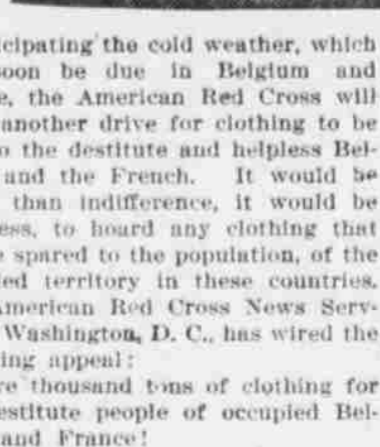 icipating the cold weather, which
soon be due in Belgium and
e, the American Red Cross will
another drive for clothing to be
o the destitute and helpless Bel-
and the French. It would be
than indifference, it would be
ess, to hoard any clothing that
e spared to the population, of the
ied territory in these countries.
American Red Cross News Serv-
Washington, D. C., has wired the
ing appeal:
ve thousand tons of clothing for
estitute people of occupied Bel-
and France!